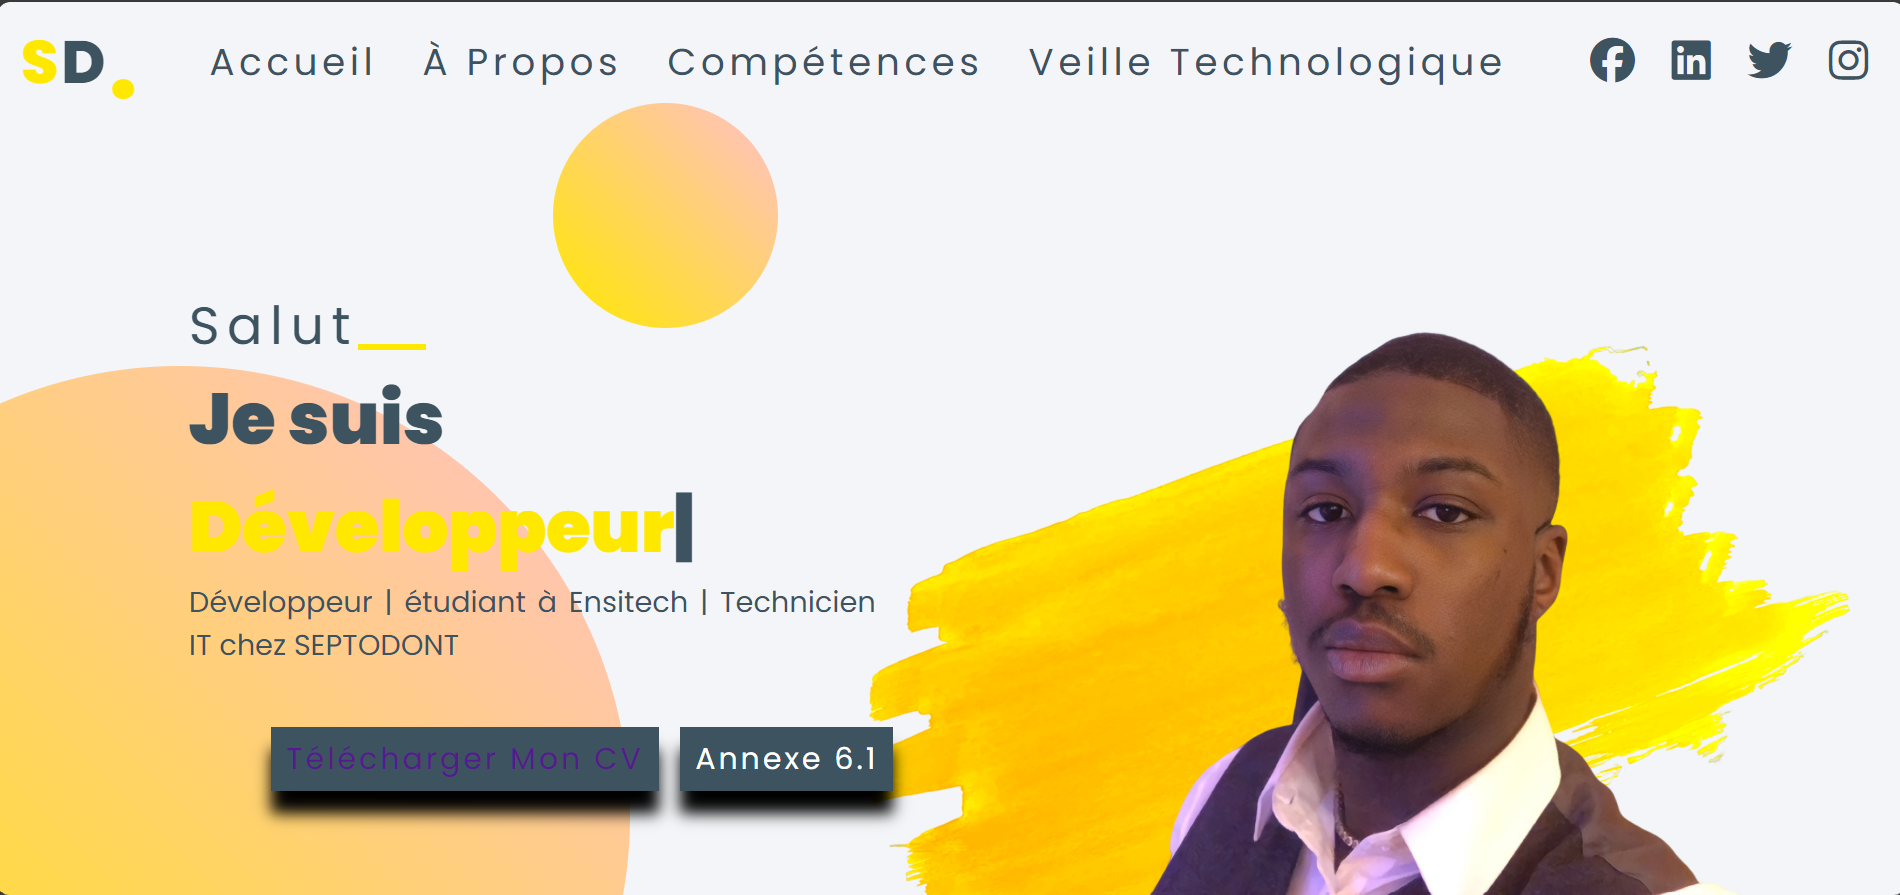 SD.
Accueil À Propos Compétences Veille Technologique
Salut__
Je suis
Développeur|
Développeur | étudiant à Ensitech | Technicien
IT chez SEPTODONT
Télécharger Mon CV
Annexe 6.1